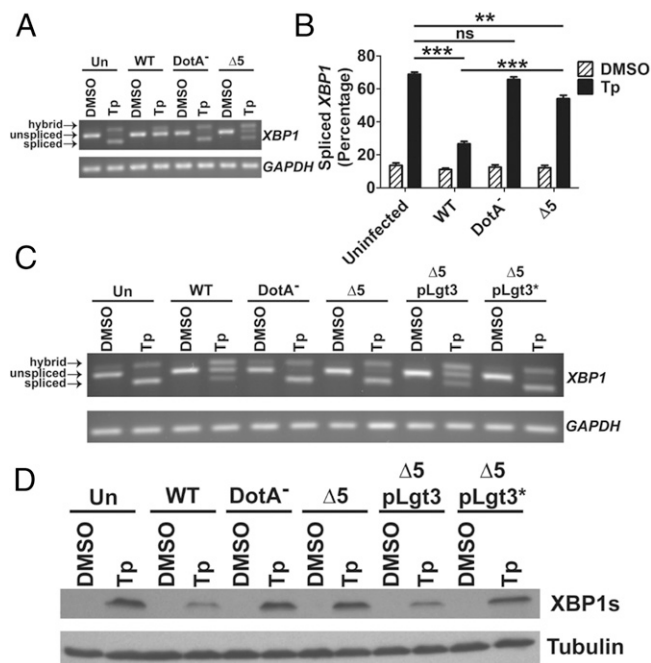 A
Un WT DotA⁻ Δ5
DMSO Tp DMSO Tp DMSO Tp DMSO Tp
hybrid
unspliced
spliced
XBP1
GAPDH
B
**
ns
*** ***
DMSO
Tp
Spliced XBP1
(Percentage)
80
60
40
20
0
Uninfected WT DotA⁻ Δ5
C
Un WT DotA⁻ Δ5 Δ5 pLgt3 Δ5 pLgt3*
DMSO Tp DMSO Tp DMSO Tp DMSO Tp DMSO Tp DMSO Tp
hybrid
unspliced
spliced
XBP1
GAPDH
D
Un WT DotA⁻ Δ5 Δ5 pLgt3 Δ5 pLgt3*
DMSO Tp DMSO Tp DMSO Tp DMSO Tp DMSO Tp DMSO Tp
XBP1s
Tubulin